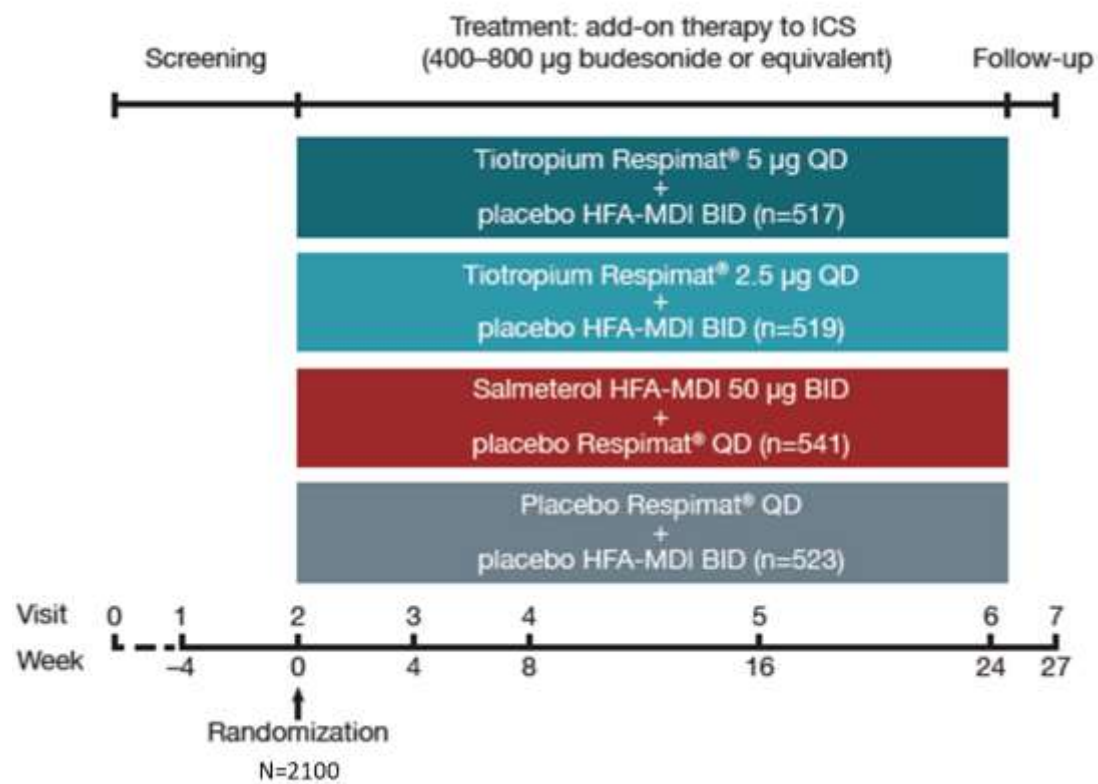 Treatment: add-on therapy to ICS
Screening (400–800 µg budesonide or equivalent) Follow-up
Tiotropium Respimat® 5 µg QD
+
placebo HFA-MDI BID (n=517)
Tiotropium Respimat® 2.5 µg QD
+
placebo HFA-MDI BID (n=519)
Salmeterol HFA-MDI 50 µg BID
+
placebo Respimat® QD (n=541)
Placebo Respimat® QD
+
placebo HFA-MDI BID (n=523)
Visit 0 1 2 3 4 5 6 7
Week –4 0 4 8 16 24 27
Randomization
N=2100